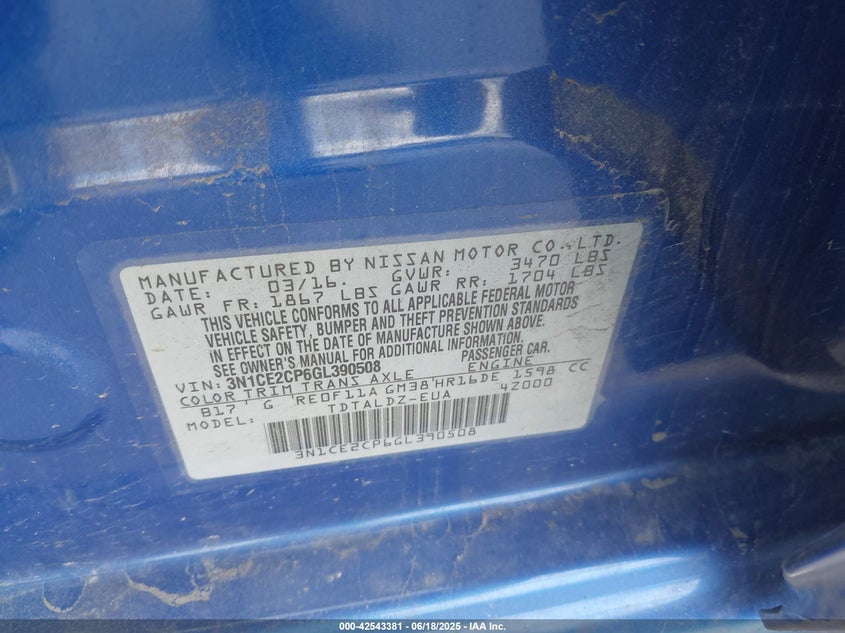 MANUFACTURED BY NISSAN MOTOR CO.,LTD.
DATE: 03/16. GVWR: 3470 LBS
GAWR FR: 1867 LBS GAWR RR: 1704 LBS
THIS VEHICLE CONFORMS TO ALL APPLICABLE FEDERAL MOTOR
VEHICLE SAFETY, BUMPER AND THEFT PREVENTION STANDARDS
IN EFFECT ON THE DATE OF MANUFACTURE SHOWN ABOVE.
SEE OWNER'S MANUAL FOR ADDITIONAL INFORMATION.
VIN: 3N1CE2CP6GL390508 PASSENGER CAR.
COLOR TRIM TRANS AXLE ENGINE
B17 G RE0F11A GM38 HR16DE 1598 CC
MODEL: TDTALDZ-EUA 4Z000
3N1CE2CP6GL390508
000-42543381 - 06/18/2025 - IAA Inc.